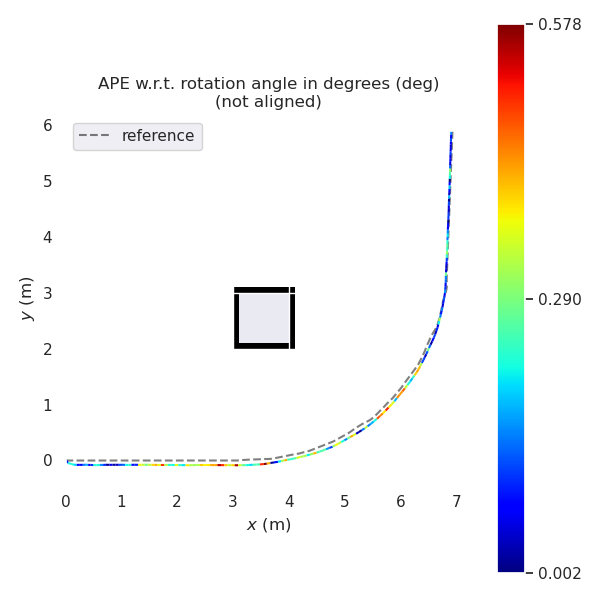 APE w.r.t. rotation angle in degrees (deg)
(not aligned)
reference
6
5
4
3
2
1
0
y (m)
0 1 2 3 4 5 6 7
x (m)
0.578
0.290
0.002